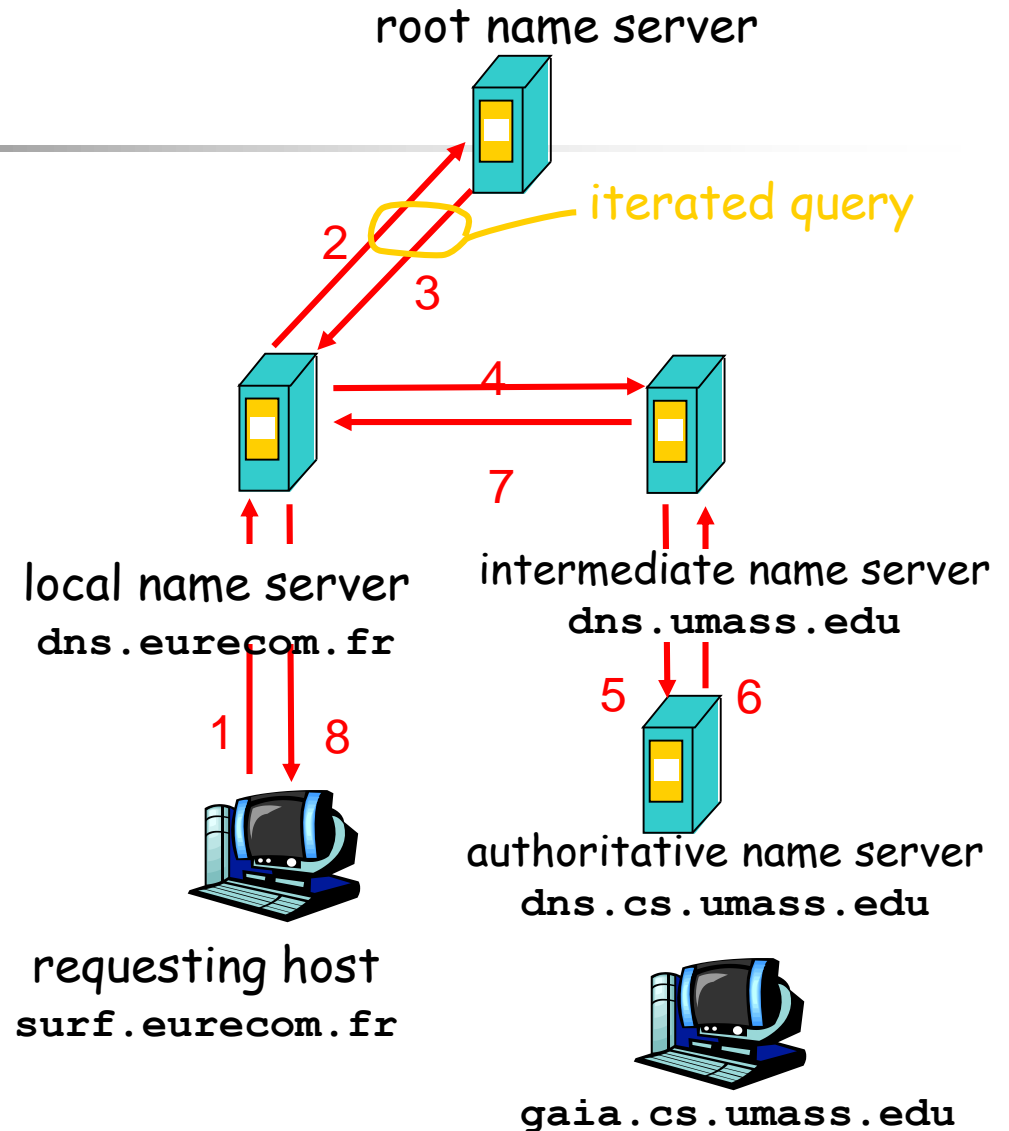 root name server
iterated query
2
3
4
7
local name server
dns.eurecom.fr
intermediate name server
dns.umass.edu
1
8
5
6
authoritative name server
dns.cs.umass.edu
requesting host
surf.eurecom.fr
gaia.cs.umass.edu